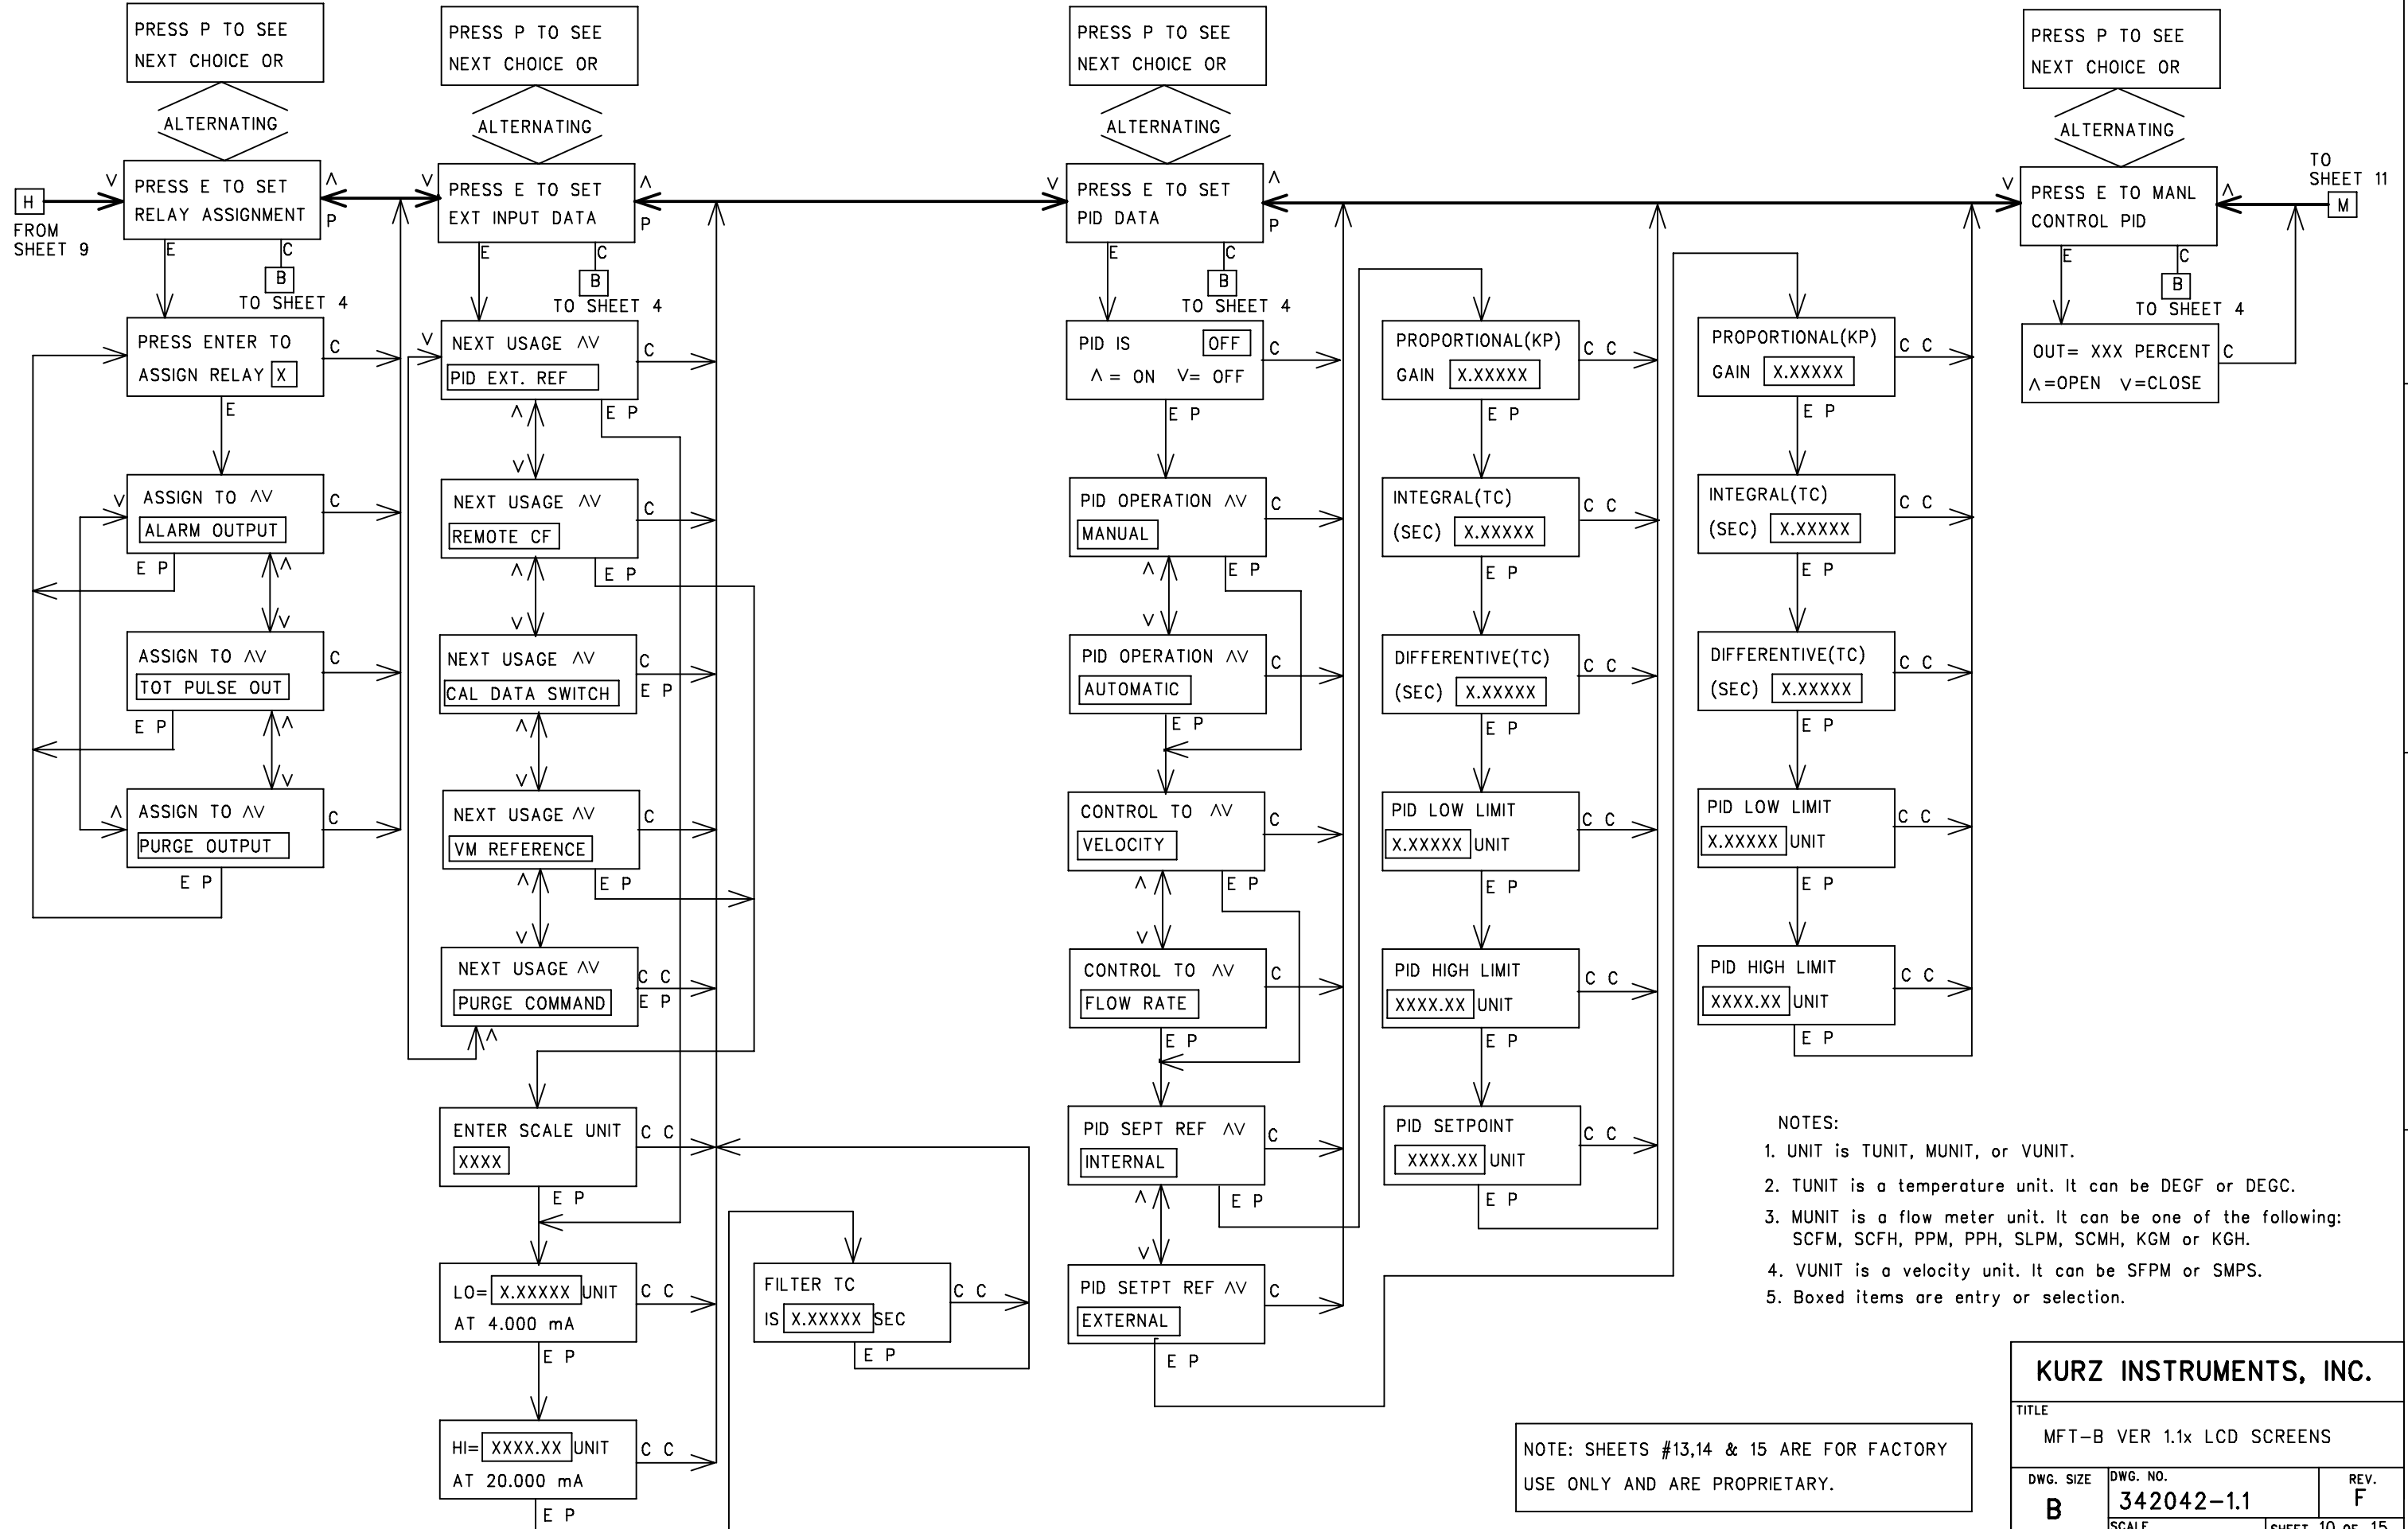 PRESS P TO SEE
NEXT CHOICE OR
ALTERNATING
H
FROM
SHEET 9
V
PRESS E TO SET
RELAY ASSIGNMENT
Λ
P
E
C
B
TO SHEET 4
PRESS ENTER TO
ASSIGN RELAY X
C
E
V
ASSIGN TO ΛV
ALARM OUTPUT
C
E P
Λ
V
ASSIGN TO ΛV
TOT PULSE OUT
C
E P
Λ
V
Λ
ASSIGN TO ΛV
PURGE OUTPUT
C
E P
PRESS P TO SEE
NEXT CHOICE OR
ALTERNATING
V
PRESS E TO SET
EXT INPUT DATA
Λ
P
E
C
B
TO SHEET 4
V
NEXT USAGE ΛV
PID EXT. REF
C
E P
Λ
V
NEXT USAGE ΛV
REMOTE CF
C
E P
Λ
V
NEXT USAGE ΛV
CAL DATA SWITCH
C
E P
Λ
V
NEXT USAGE ΛV
VM REFERENCE
C
E P
Λ
V
NEXT USAGE ΛV
PURGE COMMAND
C C
E P
Λ
ENTER SCALE UNIT
XXXX
C C
E P
LO= X.XXXXX UNIT
AT 4.000 mA
C C
E P
HI= XXXX.XX UNIT
AT 20.000 mA
C C
E P
FILTER TC
IS X.XXXXX SEC
C C
E P
PRESS P TO SEE
NEXT CHOICE OR
ALTERNATING
V
PRESS E TO SET
PID DATA
Λ
P
E
C
B
TO SHEET 4
PID IS OFF
Λ = ON V= OFF
C
E P
PID OPERATION ΛV
MANUAL
C
E P
Λ
V
PID OPERATION ΛV
AUTOMATIC
C
E P
CONTROL TO ΛV
VELOCITY
C
E P
Λ
V
CONTROL TO ΛV
FLOW RATE
C
E P
PID SEPT REF ΛV
INTERNAL
C
E P
Λ
V
PID SETPT REF ΛV
EXTERNAL
C
E P
PROPORTIONAL(KP)
GAIN X.XXXXX
C C
E P
INTEGRAL(TC)
(SEC) X.XXXXX
C C
E P
DIFFERENTIVE(TC)
(SEC) X.XXXXX
C C
E P
PID LOW LIMIT
X.XXXXX UNIT
C C
E P
PID HIGH LIMIT
XXXX.XX UNIT
C C
E P
PID SETPOINT
XXXX.XX UNIT
C C
E P
PROPORTIONAL(KP)
GAIN X.XXXXX
C C
E P
INTEGRAL(TC)
(SEC) X.XXXXX
C C
E P
DIFFERENTIVE(TC)
(SEC) X.XXXXX
C C
E P
PID LOW LIMIT
X.XXXXX UNIT
C C
E P
PID HIGH LIMIT
XXXX.XX UNIT
C C
E P
PRESS P TO SEE
NEXT CHOICE OR
ALTERNATING
V
PRESS E TO MANL
CONTROL PID
Λ
TO
SHEET 11
M
E
C
B
TO SHEET 4
OUT= XXX PERCENT
Λ=OPEN V=CLOSE
C
NOTES:
1. UNIT is TUNIT, MUNIT, or VUNIT.
2. TUNIT is a temperature unit. It can be DEGF or DEGC.
3. MUNIT is a flow meter unit. It can be one of the following:
SCFM, SCFH, PPM, PPH, SLPM, SCMH, KGM or KGH.
4. VUNIT is a velocity unit. It can be SFPM or SMPS.
5. Boxed items are entry or selection.
NOTE: SHEETS #13,14 & 15 ARE FOR FACTORY
USE ONLY AND ARE PROPRIETARY.
KURZ INSTRUMENTS, INC.
TITLE
MFT-B VER 1.1x LCD SCREENS
DWG. SIZE
B
DWG. NO.
342042-1.1
REV.
F
SCALE
SHEET 10 OF 15